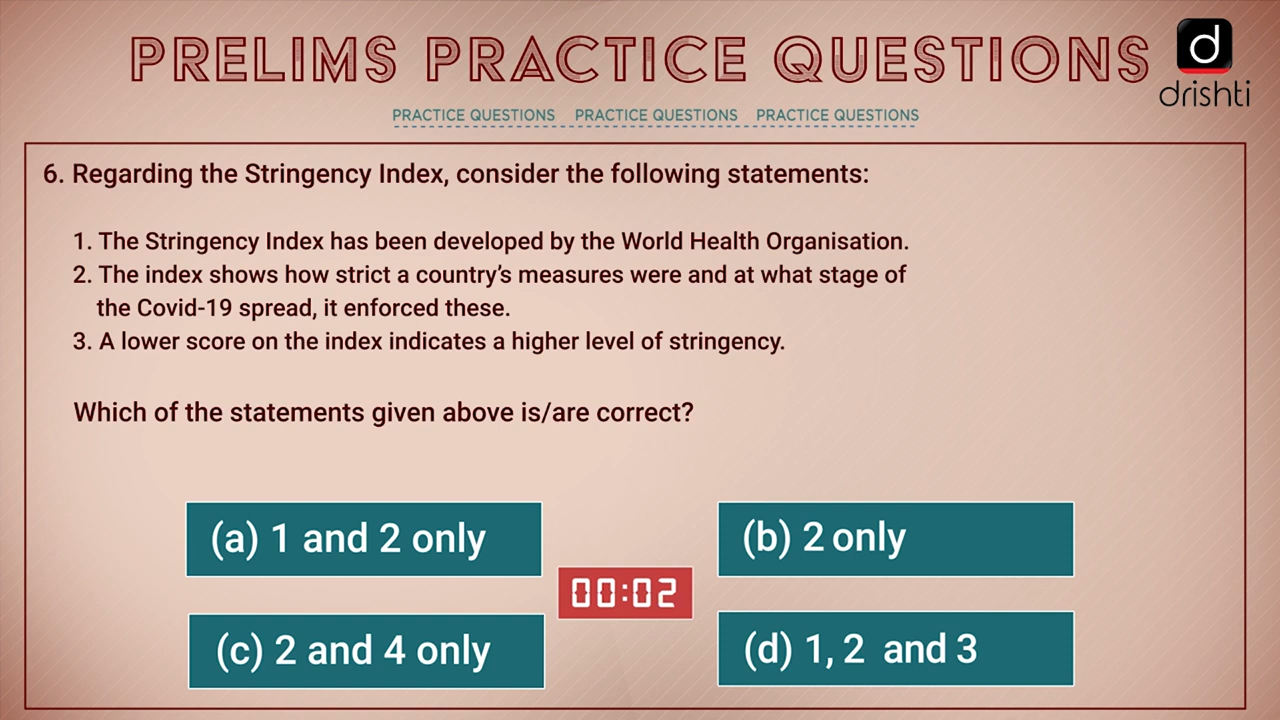 PRELIMS PRACTICE QUESTIONS
d
drishti
PRACTICE QUESTIONS PRACTICE QUESTIONS PRACTICE QUESTIONS
6. Regarding the Stringency Index, consider the following statements:
1. The Stringency Index has been developed by the World Health Organisation.
2. The index shows how strict a country’s measures were and at what stage of
the Covid-19 spread, it enforced these.
3. A lower score on the index indicates a higher level of stringency.
Which of the statements given above is/are correct?
(a) 1 and 2 only
(b) 2 only
00:02
(c) 2 and 4 only
(d) 1, 2 and 3